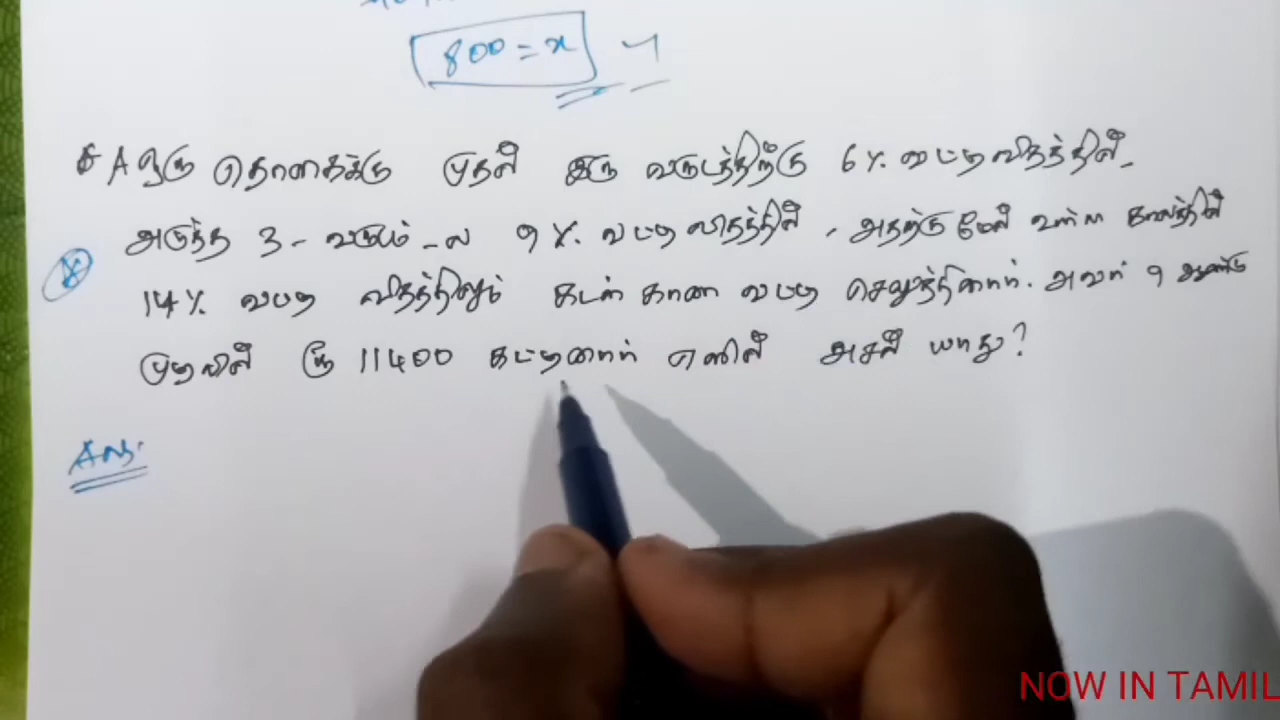 800 = x
A ஒரு தொகைக்கு முதல் இரு வருடத்திற்கு 6% வட்டி விதத்தில்
அடுத்த 3 - வருடம் - ல 9%. வட்டி விதத்தில், அதற்கு மேல் உள்ள காலத்தில்
14%. வட்டி விதத்திலும் கடன் கான வட்டி செலுத்தினார். அவர் 9 ஆண்டு
முடிவில் ரூ 11400 கட்டினார் எனில் அசல் யாது?
Ans:
NOW IN TAMIL